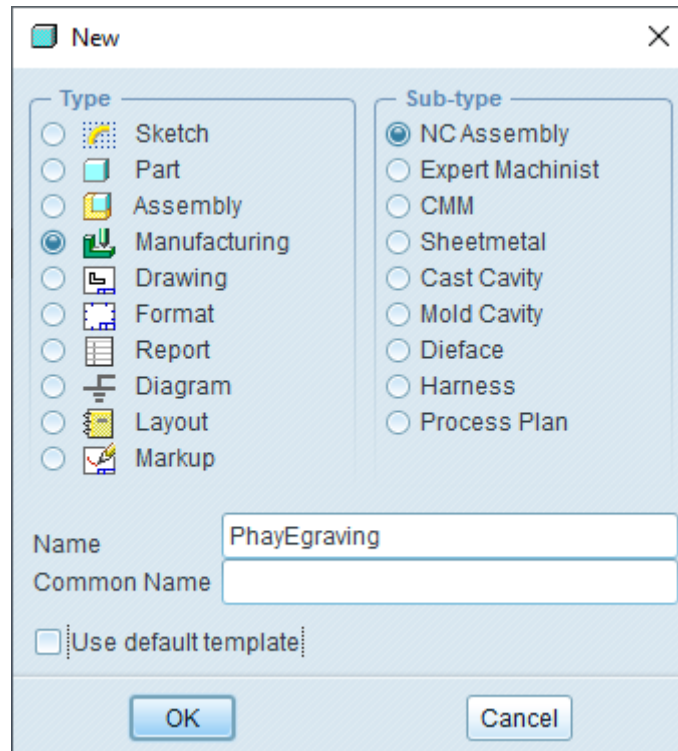 New
Type
Sketch
Part
Assembly
Manufacturing
Drawing
Format
Report
Diagram
Layout
Markup
Sub-type
NC Assembly
Expert Machinist
CMM
Sheetmetal
Cast Cavity
Mold Cavity
Dieface
Harness
Process Plan
Name PhayEgraving
Common Name
Use default template
OK Cancel